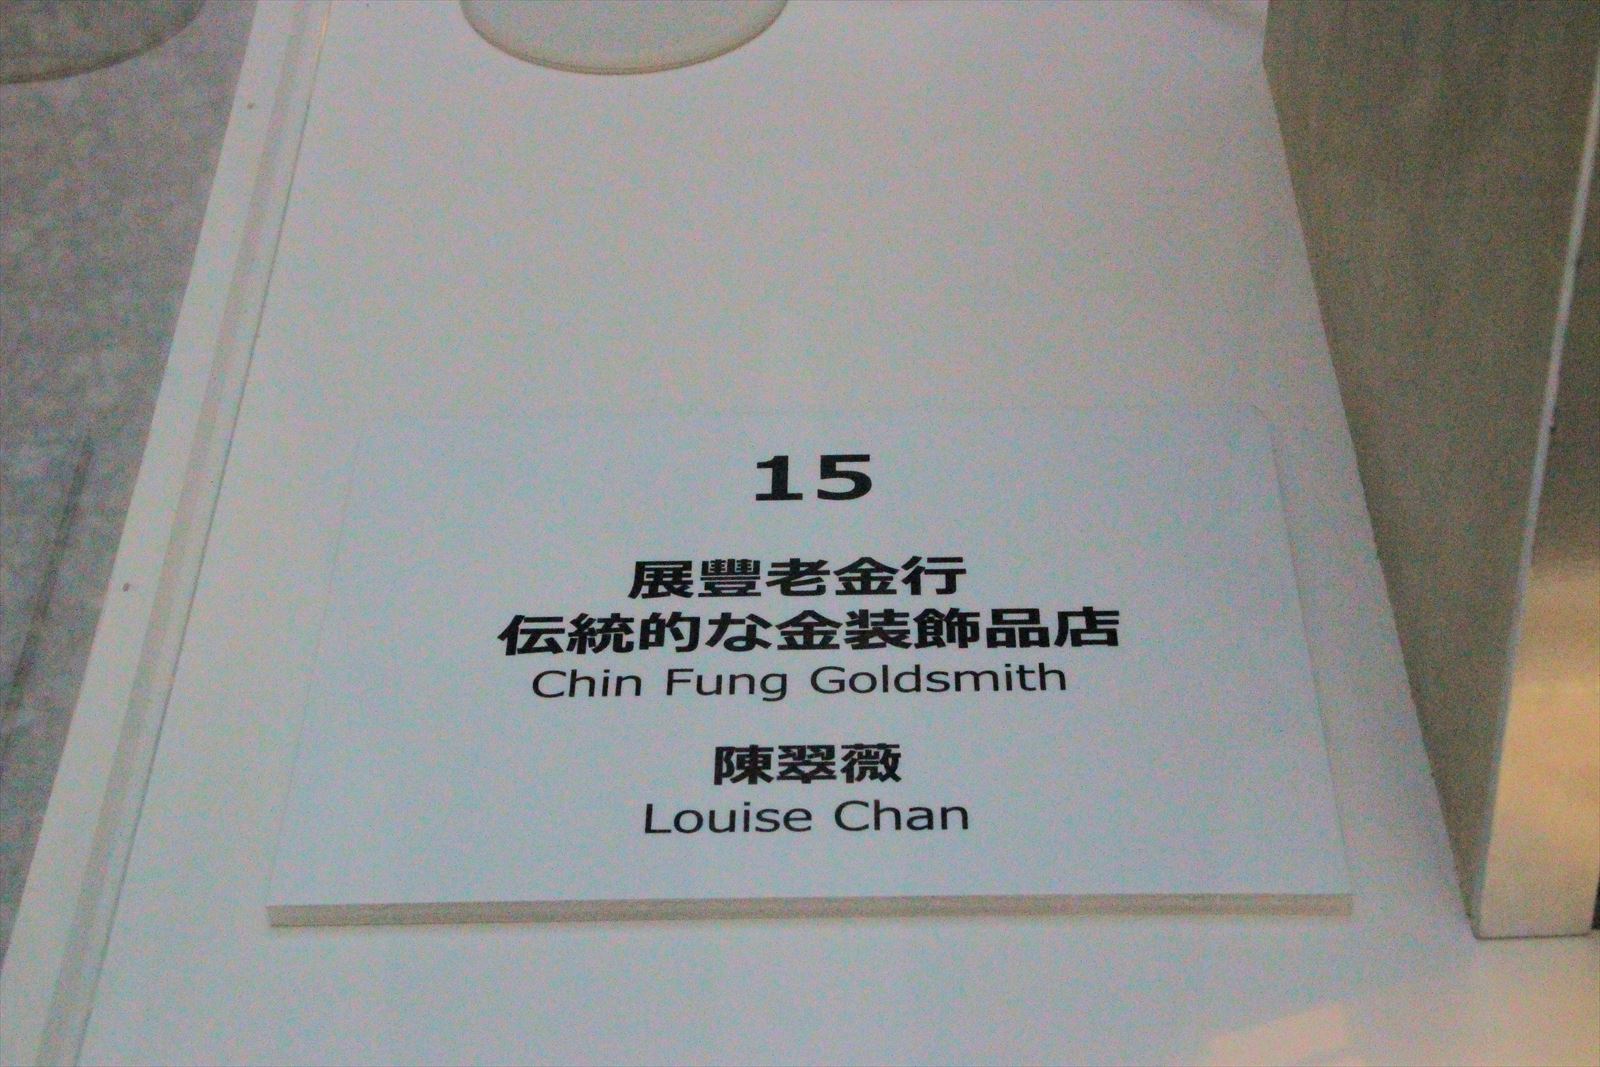 15
展豐老金行
伝統的な金装飾品店
Chin Fung Goldsmith
陳翠薇
Louise Chan